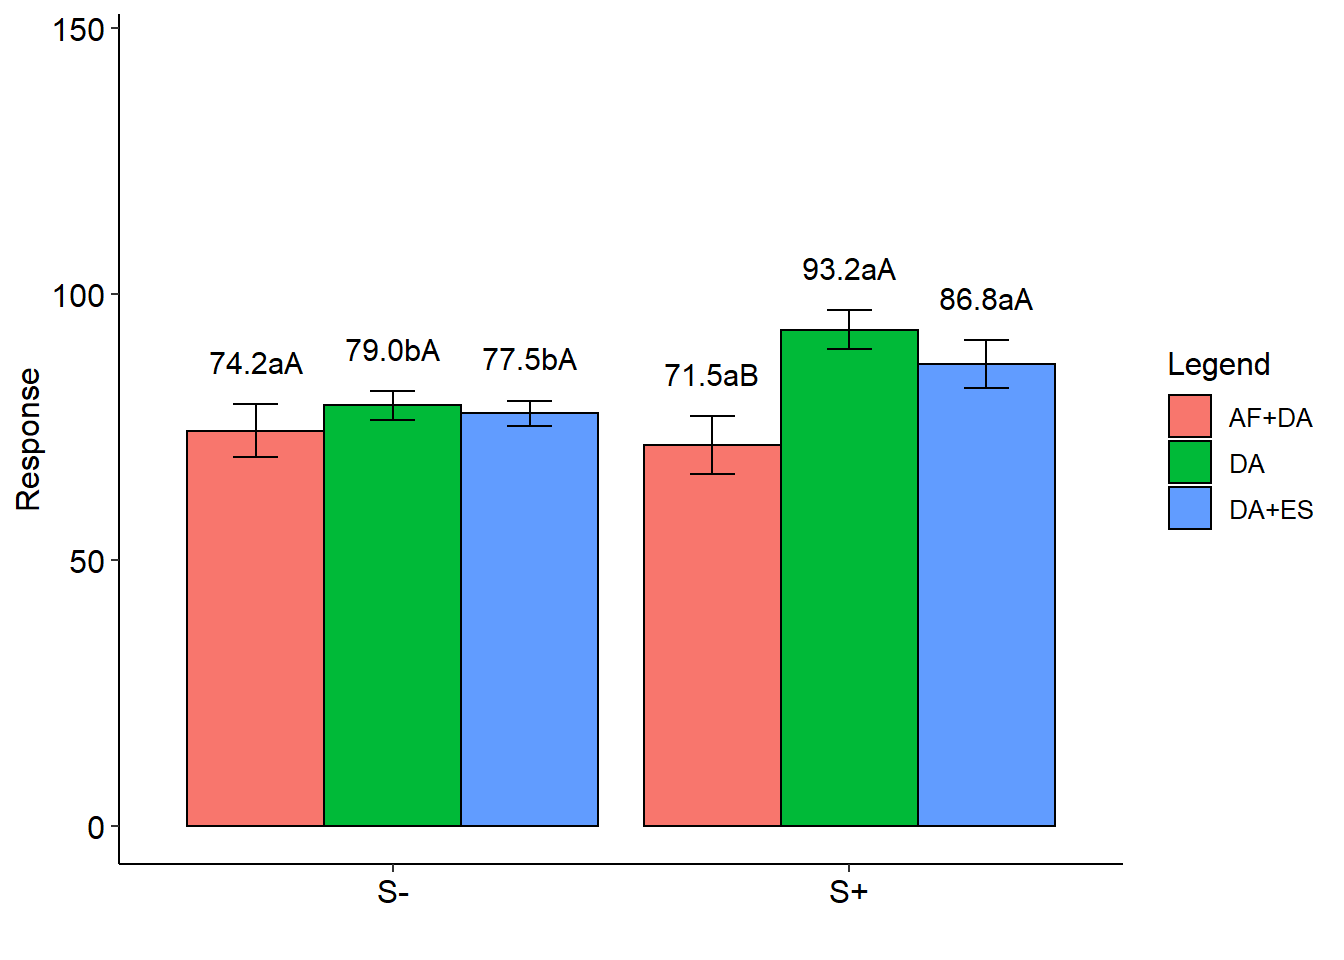 150
100
50
0
Response
74.2aA
79.0bA
77.5bA
71.5aB
93.2aA
86.8aA
S-
S+
Legend
AF+DA
DA
DA+ES